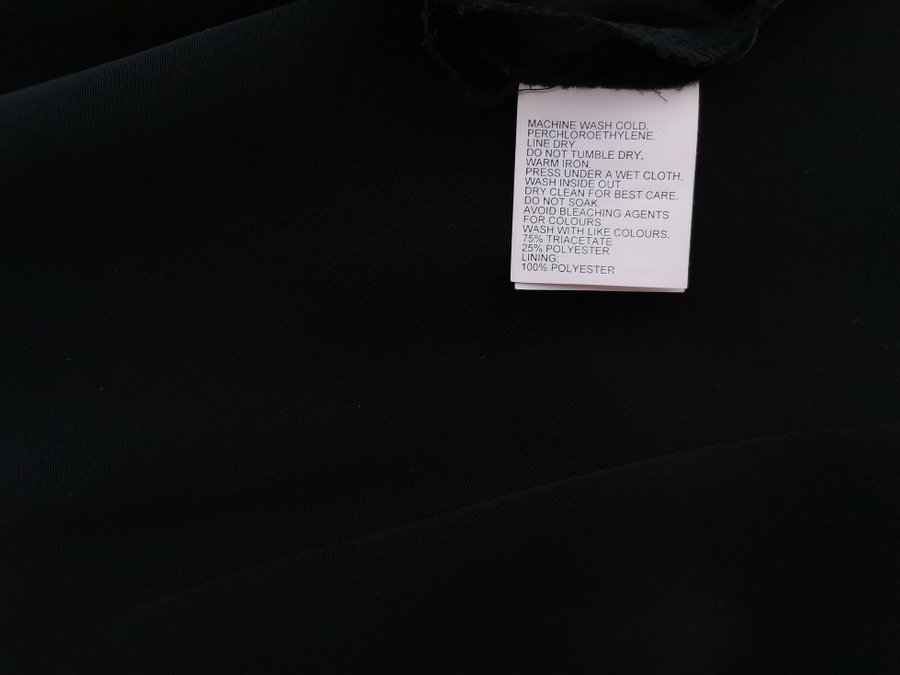 MACHINE WASH COLD.
PERCHLOROETHYLENE.
LINE DRY
DO NOT TUMBLE DRY.
WARM IRON.
PRESS UNDER A WET CLOTH.
WASH INSIDE OUT
DRY CLEAN FOR BEST CARE.
DO NOT SOAK
AVOID BLEACHING AGENTS
FOR COLOURS
WASH WITH LIKE COLOURS.
75% TRIACETATE
25% POLYESTER
LINING:
100% POLYESTER